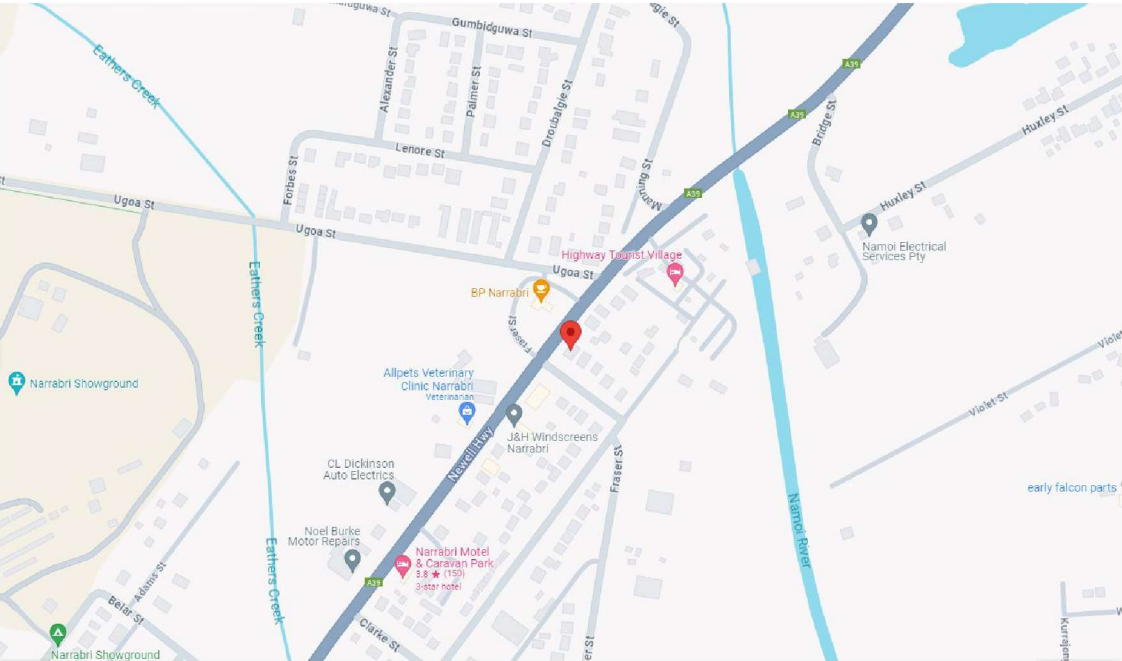 Gumbidguwa St
Eathers Creek
Alexander St
Palmer St
Droubalgie St
A39
A39
Bridge St
Huxley St
Lenore St
Forbes St
Manning St
A39
Huxley St
Ugoa St
Ugoa St
Namoi Electrical
Services Pty
Highway Tourist Village
Ugoa St
BP Narrabri
Eathers Creek
Fraser St
Narrabri Showground
Allpets Veterinary
Clinic Narrabri
Veterinarian
Violet St
J&H Windscreens
Narrabri
Newell Hwy
CL Dickinson
Auto Electrics
Fraser St
early falcon parts
Namoi River
Noel Burke
Motor Repairs
Narrabri Motel
& Caravan Park
3.8 ★ (150)
3-star hotel
A39
Eathers Creek
Adams St
Belar St
Clarke St
Narrabri Showground